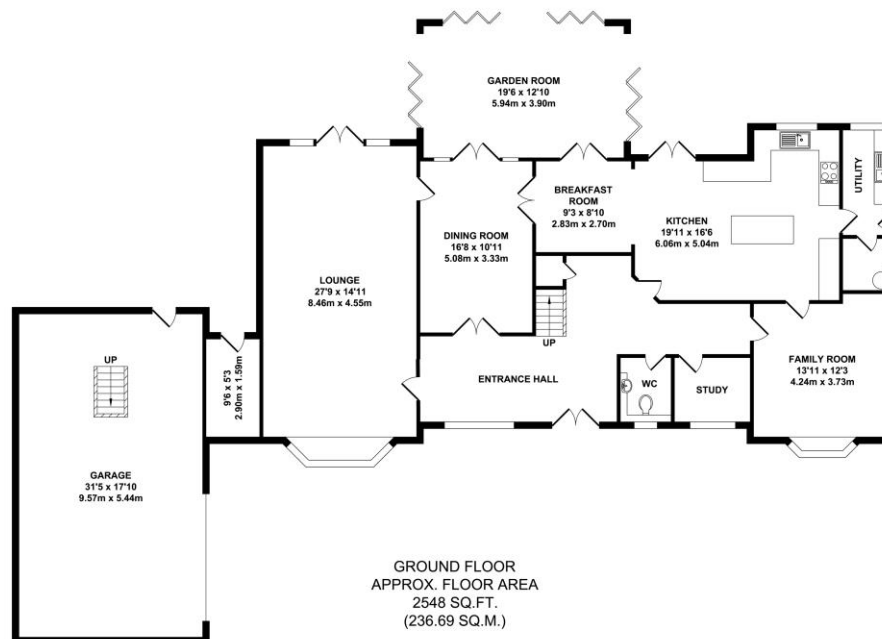 GARDEN ROOM
19'6 x 12'10
5.94m x 3.90m
BREAKFAST
ROOM
9'3 x 8'10
2.83m x 2.70m
UTILITY
KITCHEN
19'11 x 16'6
6.06m x 5.04m
DINING ROOM
16'8 x 10'11
5.08m x 3.33m
LOUNGE
27'9 x 14'11
8.46m x 4.55m
UP
UP
9'6 x 5'3
2.90m x 1.59m
ENTRANCE HALL
WC
STUDY
FAMILY ROOM
13'11 x 12'3
4.24m x 3.73m
GARAGE
31'5 x 17'10
9.57m x 5.44m
GROUND FLOOR
APPROX. FLOOR AREA
2548 SQ.FT.
(236.69 SQ.M.)